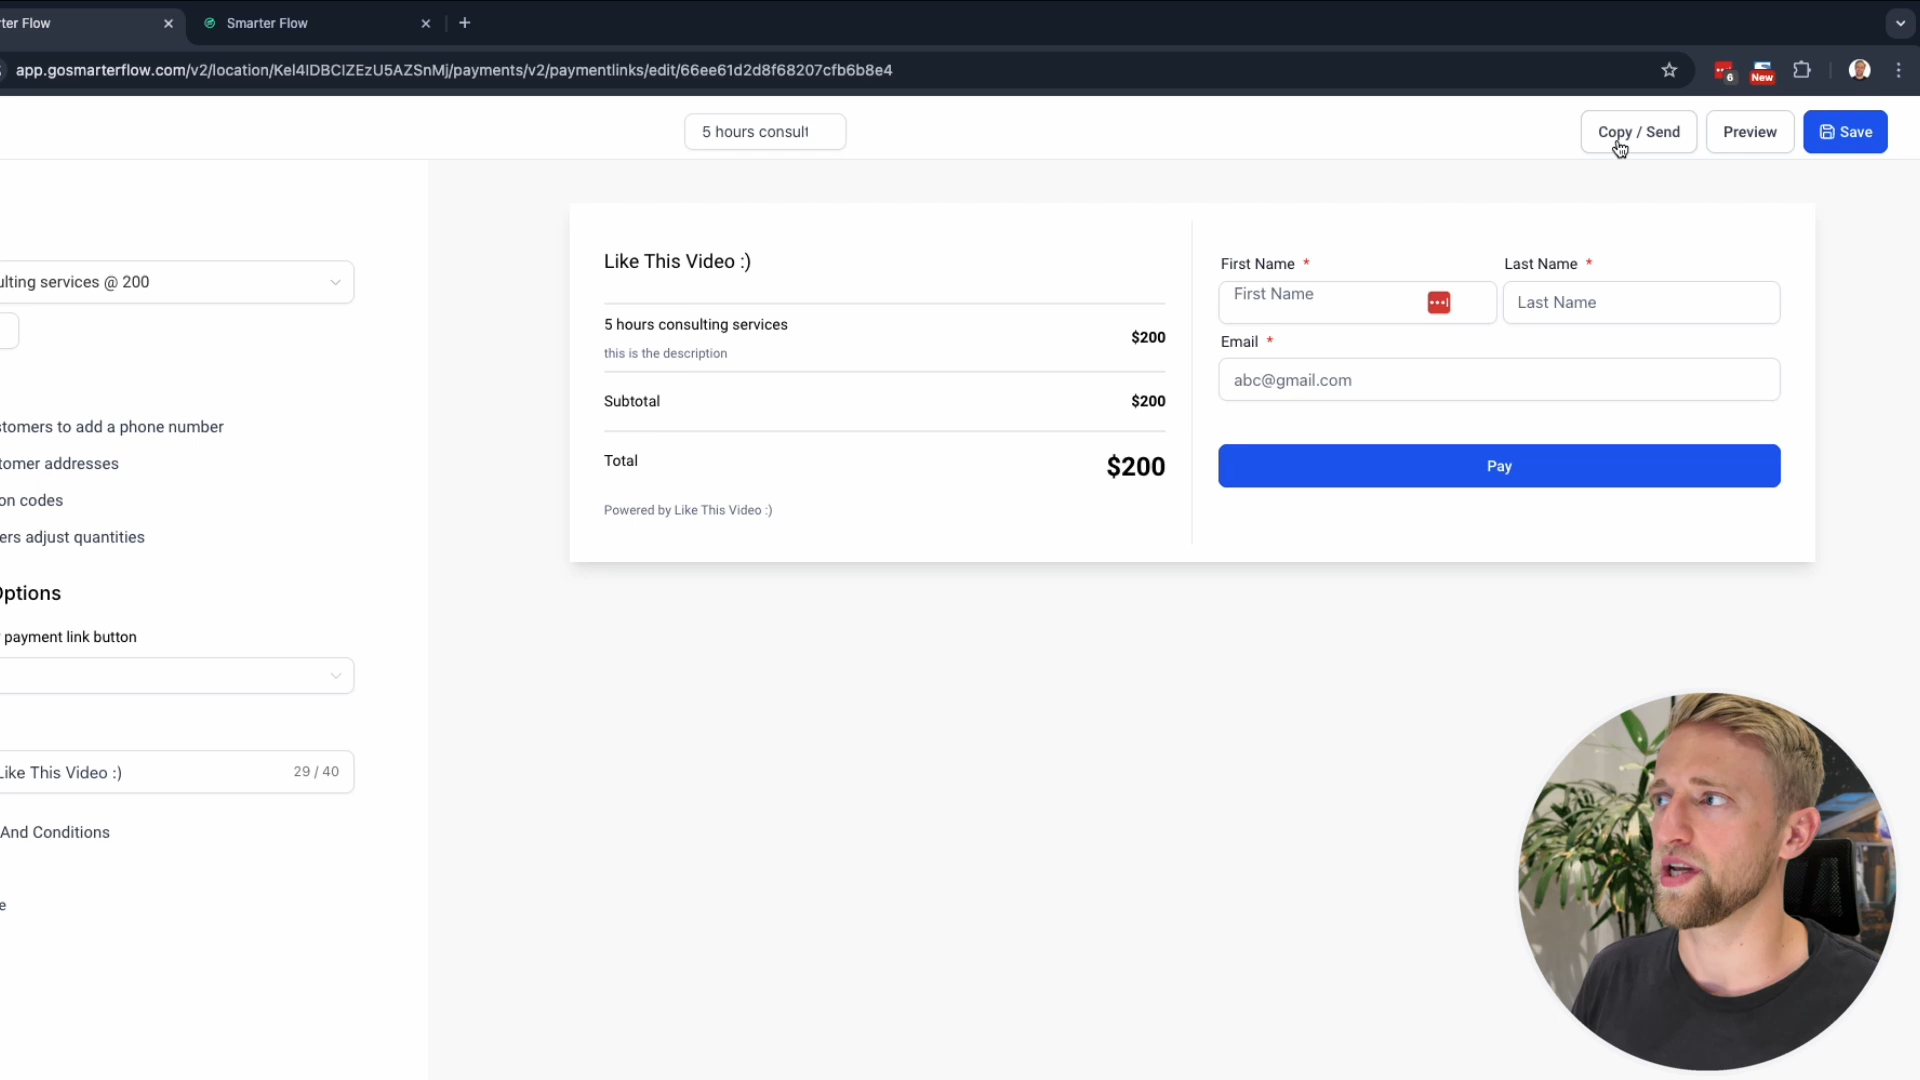 ter Flow
Smarter Flow
app.gosmarterflow.com/v2/location/Kel4IDBCIZEzU5AZSnMj/payments/v2/paymentlinks/edit/66ee61d2d8f68207cfb6b8e4
6
New
5 hours consult
Copy / Send
Preview
Save
ulting services @ 200
stomers to add a phone number
tomer addresses
on codes
ers adjust quantities
Options
payment link button
Like This Video :)
29 / 40
And Conditions
e
Like This Video :)
5 hours consulting services
$200
this is the description
Subtotal
$200
Total
$200
Powered by Like This Video :)
First Name *
Last Name *
First Name
Last Name
Email *
abc@gmail.com
Pay